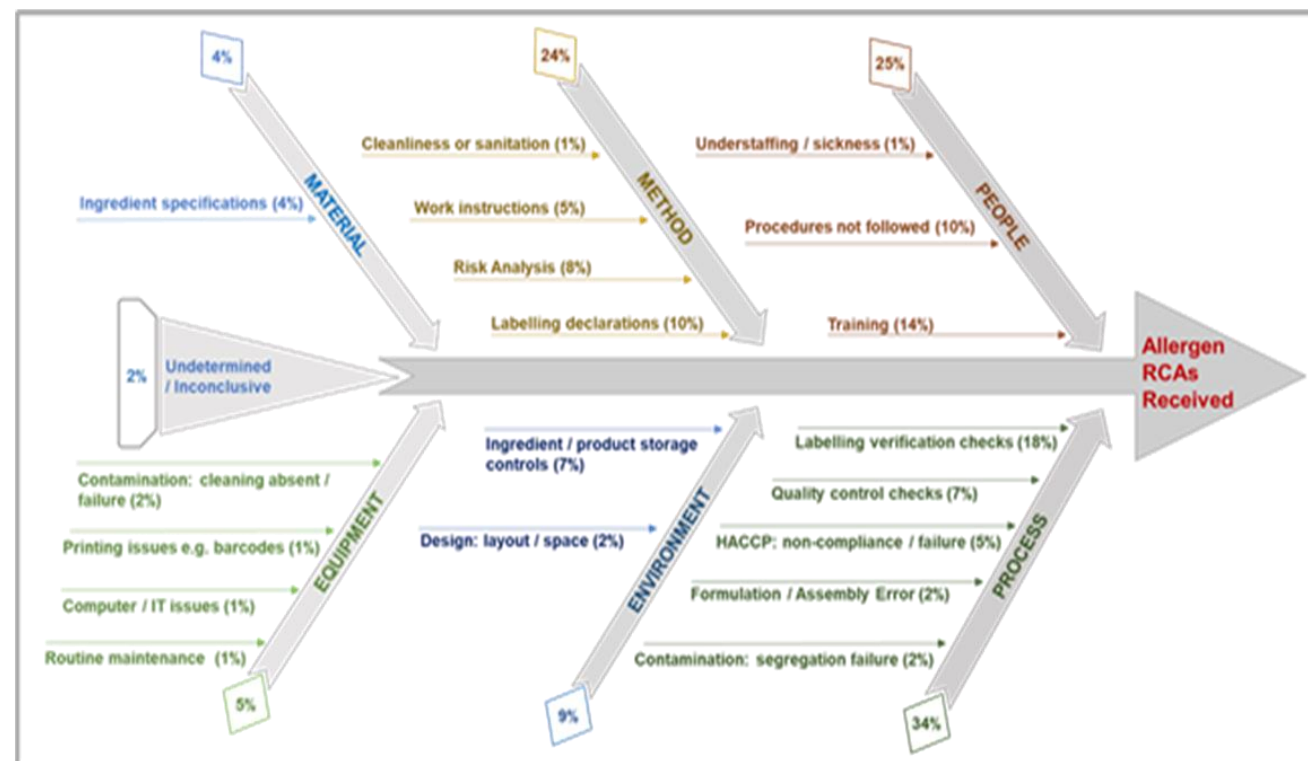 4%
24%
25%
Cleanliness or sanitation (1%)
Understaffing / sickness (1%)
Ingredient specifications (4%)
MATERIAL
Work instructions (5%)
METHOD
Procedures not followed (10%)
PEOPLE
Risk Analysis (8%)
Labelling declarations (10%)
Training (14%)
2%
Undetermined
/ Inconclusive
Allergen
RCAs
Received
Contamination: cleaning absent /
failure (2%)
Printing issues e.g. barcodes (1%)
Computer / IT issues (1%)
Routine maintenance (1%)
EQUIPMENT
5%
Ingredient / product storage
controls (7%)
Design: layout / space (2%)
ENVIRONMENT
9%
Labelling verification checks (18%)
Quality control checks (7%)
HACCP: non-compliance / failure (5%)
Formulation / Assembly Error (2%)
Contamination: segregation failure (2%)
PROCESS
34%